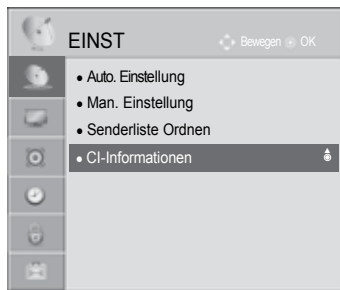 EINST
Bewegen OK
• Auto. Einstellung
• Man. Einstellung
• Senderliste Ordnen
• CI-Informationen